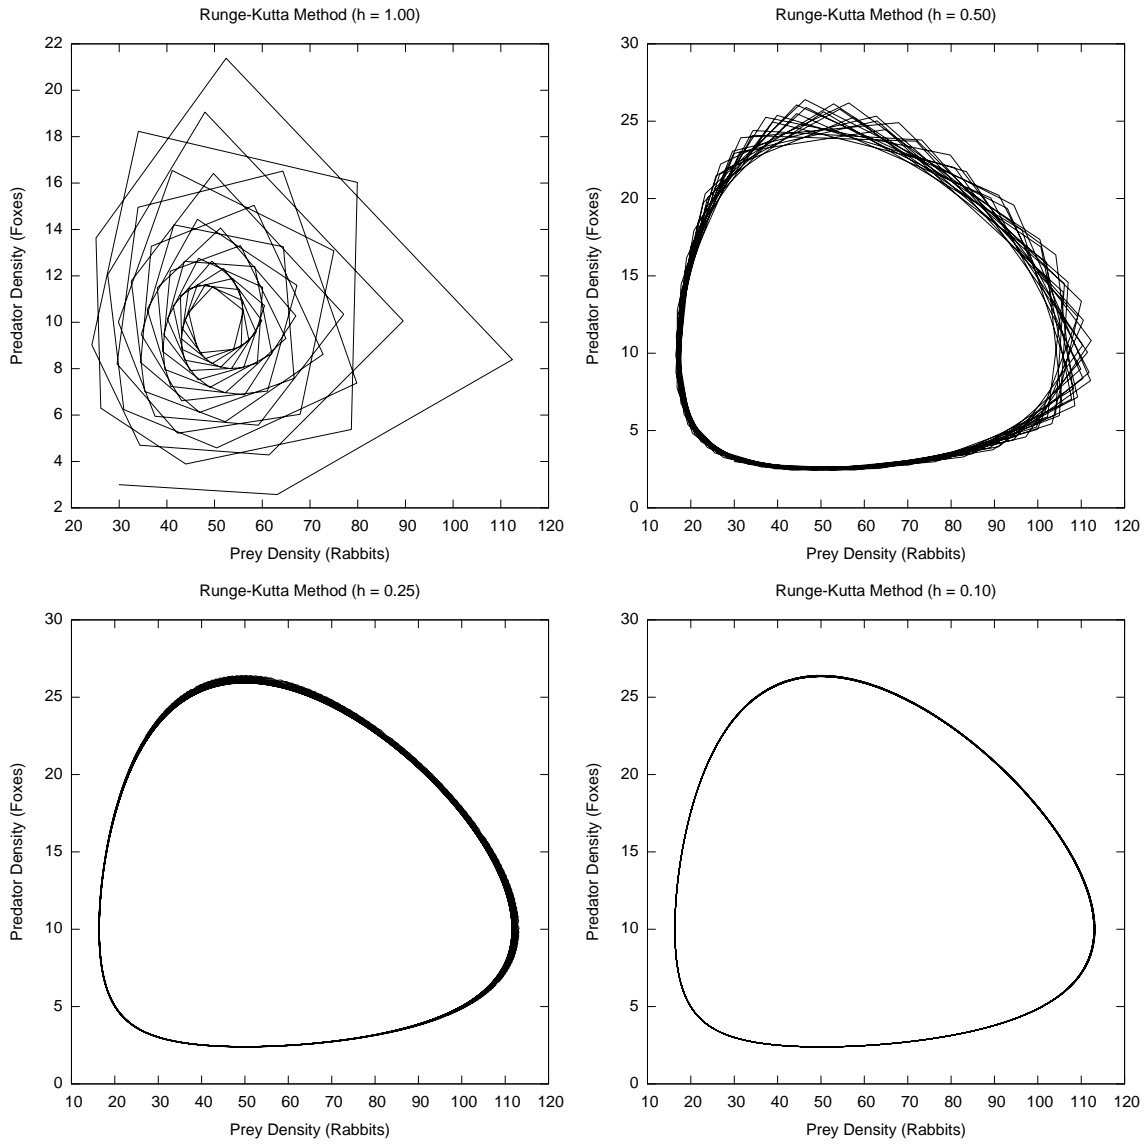 Runge-Kutta Method (h = 1.00)
22
20
18
16
14
12
10
8
6
4
2
Predator Density (Foxes)
20 30 40 50 60 70 80 90 100 110 120
Prey Density (Rabbits)
Runge-Kutta Method (h = 0.50)
30
25
20
15
10
5
0
Predator Density (Foxes)
10 20 30 40 50 60 70 80 90 100 110 120
Prey Density (Rabbits)
Runge-Kutta Method (h = 0.25)
30
25
20
15
10
5
0
Predator Density (Foxes)
10 20 30 40 50 60 70 80 90 100 110 120
Prey Density (Rabbits)
Runge-Kutta Method (h = 0.10)
30
25
20
15
10
5
0
Predator Density (Foxes)
10 20 30 40 50 60 70 80 90 100 110 120
Prey Density (Rabbits)